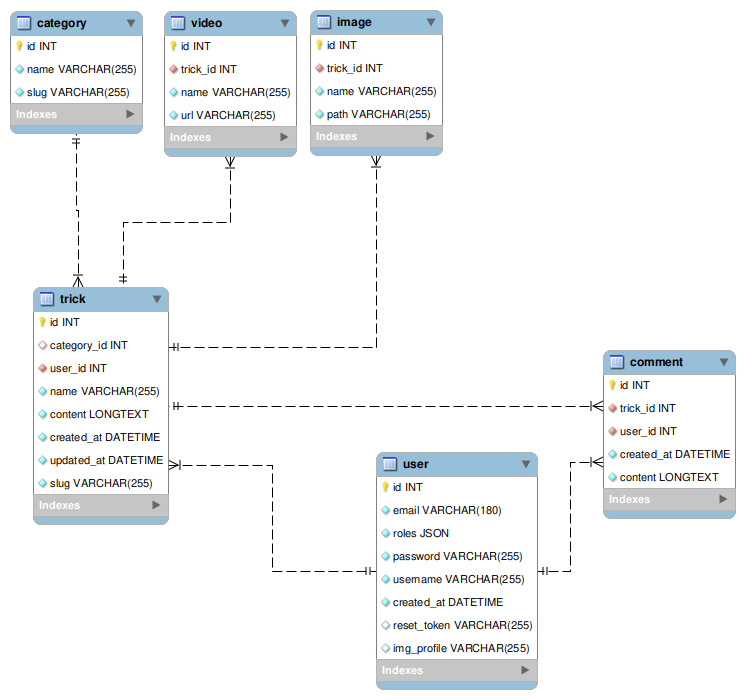 category
id INT
name VARCHAR(255)
slug VARCHAR(255)
Indexes
video
id INT
trick_id INT
name VARCHAR(255)
url VARCHAR(255)
Indexes
image
id INT
trick_id INT
name VARCHAR(255)
path VARCHAR(255)
Indexes
trick
id INT
category_id INT
user_id INT
name VARCHAR(255)
content LONGTEXT
created_at DATETIME
updated_at DATETIME
slug VARCHAR(255)
Indexes
comment
id INT
trick_id INT
user_id INT
created_at DATETIME
content LONGTEXT
Indexes
user
id INT
email VARCHAR(180)
roles JSON
password VARCHAR(255)
username VARCHAR(255)
created_at DATETIME
reset_token VARCHAR(255)
img_profile VARCHAR(255)
Indexes